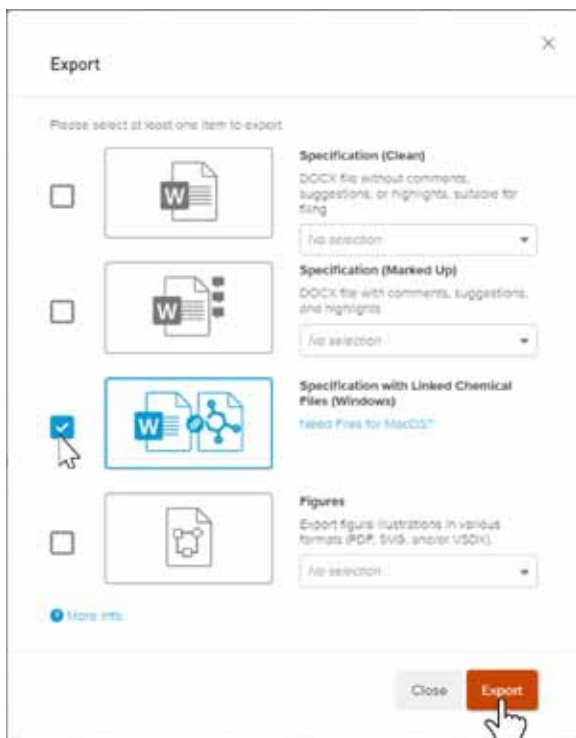 Export
Please select at least one item to export
Specification (Clean)
DOCX file without comments,
suggestions, or highlights, suitable for
filing
No selection
Specification (Marked Up)
DOCX file with comments, suggestions,
and highlights
No selection
Specification with Linked Chemical
Files (Windows)
Need Files for MacOS?
Figures
Export figure illustrations in various
formats (PDF, SVG, and/or VSDX)
No selection
More info
Close
Export
W
W
W